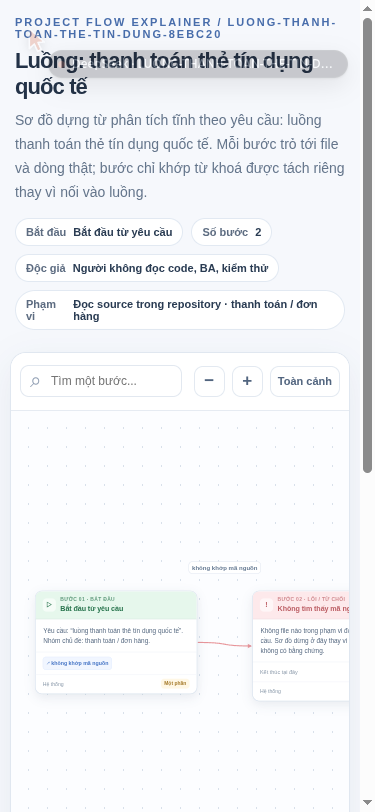 PROJECT FLOW EXPLAINER / LUONG-THANH-
TOAN-THE-TIN-DUNG-8EBC20
Luồng: thanh toán thẻ tín dụng
quốc tế
Sơ đồ dựng từ phân tích tĩnh theo yêu cầu: luồng
thanh toán thẻ tín dụng quốc tế. Mỗi bước trỏ tới file
và dòng thật; bước chỉ khớp từ khoá được tách riêng
thay vì nối vào luồng.
Bắt đầu Bắt đầu từ yêu cầu
Số bước 2
Độc giả Người không đọc code, BA, kiểm thử
Phạm vi Đọc source trong repository · thanh toán / đơn
hàng
Tìm một bước...
− + Toàn cảnh
không khớp mã nguồn
BƯỚC 01 · BẮT ĐẦU
Bắt đầu từ yêu cầu
Yêu cầu: "luồng thanh toán thẻ tín dụng quốc tế".
Nhóm chủ đề: thanh toán / đơn hàng.
không khớp mã nguồn
Hệ thống Một phần
BƯỚC 02 · LỖI / TỪ CHỐI
Không tìm thấy mã
Không file nào trong phạm vi
câu. Sơ đồ dừng ở đây thay vì
không có bằng chứng.
Kết thúc tại đây
Hệ thống